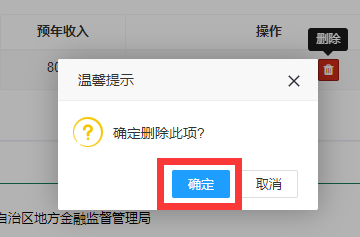 预年收入 操作
删除
80
温馨提示
确定删除此项?
确定 取消
自治区地方金融监督管理局